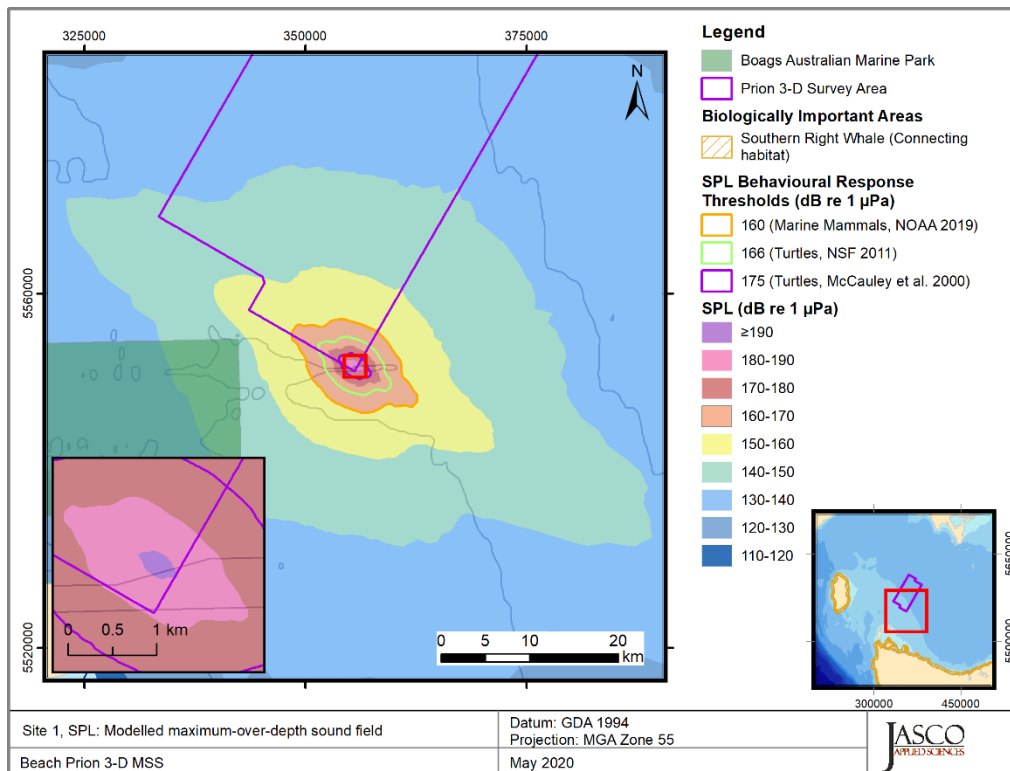 325000 350000 375000
N
5560000
5520000
0 0.5 1 km
0 5 10 20
km
Legend
Boags Australian Marine Park
Prion 3-D Survey Area
Biologically Important Areas
Southern Right Whale (Connecting
habitat)
SPL Behavioural Response
Thresholds (dB re 1 µPa)
160 (Marine Mammals, NOAA 2019)
166 (Turtles, NSF 2011)
175 (Turtles, McCauley et al. 2000)
SPL (dB re 1 µPa)
≥190
180-190
170-180
160-170
150-160
140-150
130-140
120-130
110-120
5650000
5500000
300000 450000
Site 1, SPL: Modelled maximum-over-depth sound field
Beach Prion 3-D MSS
Datum: GDA 1994
Projection: MGA Zone 55
May 2020
JASCO
APPLIED SCIENCES